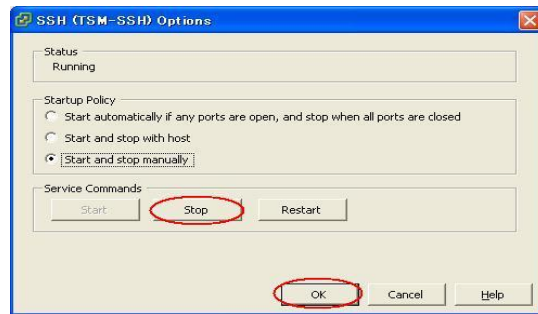 SSH (TSM-SSH) Options
Status
Running
Startup Policy
Start automatically if any ports are open, and stop when all ports are closed
Start and stop with host
Start and stop manually
Service Commands
Start Stop Restart
OK Cancel Help